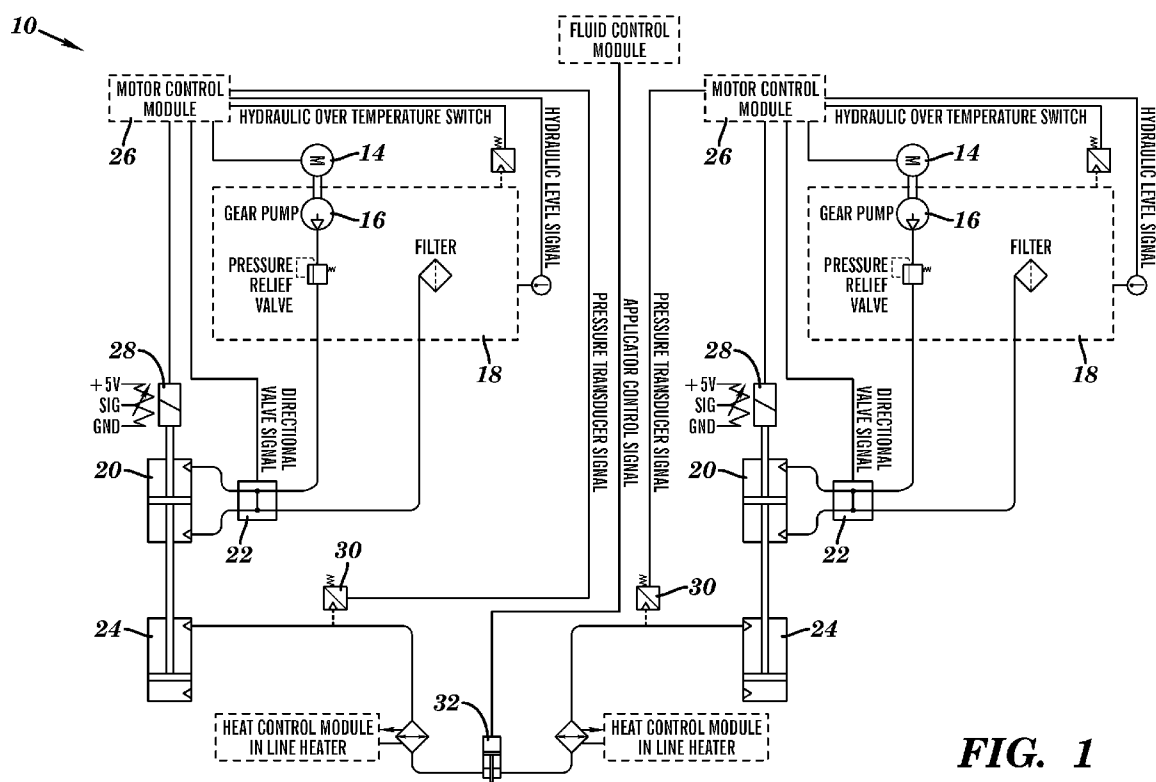 10
FLUID CONTROL
MODULE
MOTOR CONTROL
MODULE
26
HYDRAULIC OVER TEMPERATURE SWITCH
HYDRAULIC LEVEL SIGNAL
M
14
GEAR PUMP
16
PRESSURE
RELIEF
VALVE
FILTER
18
28
+5V
SIG
GND
DIRECTIONAL
VALVE SIGNAL
20
22
PRESSURE TRANSDUCER SIGNAL
APPLICATOR CONTROL SIGNAL
PRESSURE TRANSDUCER SIGNAL
MOTOR CONTROL
MODULE
26
HYDRAULIC OVER TEMPERATURE SWITCH
HYDRAULIC LEVEL SIGNAL
M
14
GEAR PUMP
16
PRESSURE
RELIEF
VALVE
FILTER
18
28
+5V
SIG
GND
DIRECTIONAL
VALVE SIGNAL
20
22
30
30
24
24
32
HEAT CONTROL MODULE
IN LINE HEATER
HEAT CONTROL MODULE
IN LINE HEATER
FIG. 1